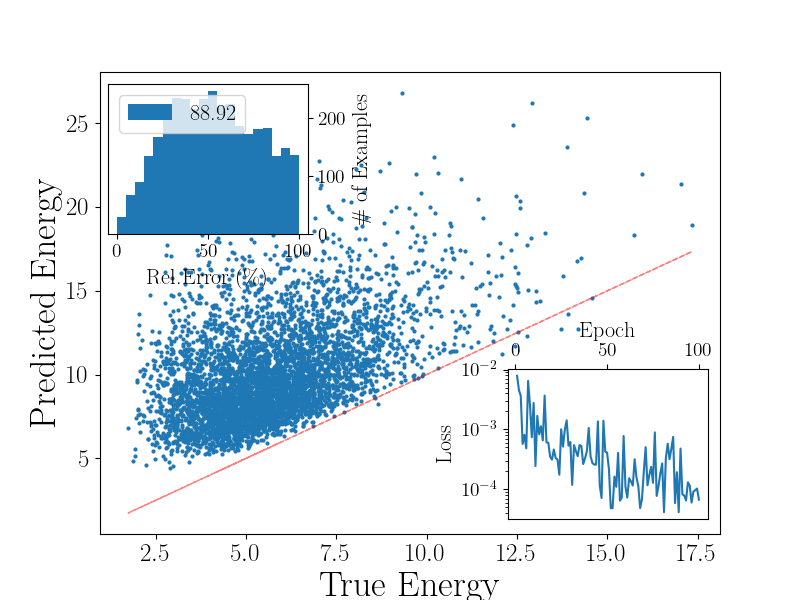 25
20
15
10
5
Predicted Energy
2.5 5.0 7.5 10.0 12.5 15.0 17.5
True Energy
88.92
200
100
0
# of Examples
0 50 100
Rel.Error (%)
Epoch
0 50 100
10⁻²
10⁻³
10⁻⁴
Loss